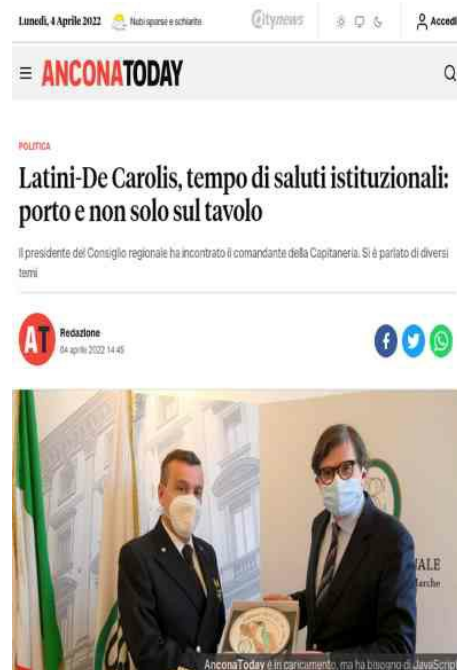 Lunedì, 4 Aprile 2022 Nubi sparse e schiarite Citynews Accedi
ANCONATODAY
POLITICA
Latini-De Carolis, tempo di saluti istituzionali:
porto e non solo sul tavolo
Il presidente del Consiglio regionale ha incontrato il comandante della Capitaneria. Si è parlato di diversi
temi
AT
Redazione
04 aprile 2022 14:45
NALE
Marche
AnconaToday è in caricamento, ma ha bisogno di JavaScript